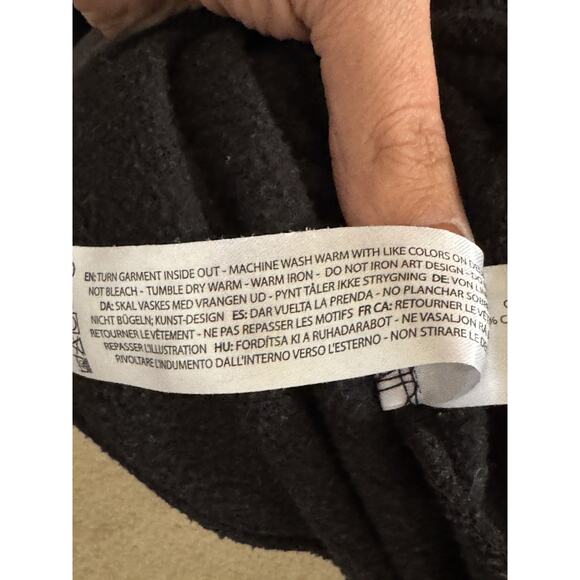 EN: TURN GARMENT INSIDE OUT - MACHINE WASH WARM WITH LIKE COLORS ON
NOT BLEACH - TUMBLE DRY WARM - WARM IRON - DO NOT IRON ART DESIGN -
DA: SKAL VASKES MED VRANGEN UD - PYNT TÅLER IKKE STRYGNING DE: VON
NICHT BÜGELN; KUNST-DESIGN ES: DAR VUELTA LA PRENDA - NO PLANCHAR
RETOURNER LE VÊTEMENT - NE PAS REPASSER LES MOTIFS FR CA: RETOURNER LE
REPASSER L'ILLUSTRATION HU: FORDÍTSA KI A RUHADARABOT - NE VASALJON
RIVOLTARE L'INDUMENTO DALL'INTERNO VERSO L'ESTERNO - NON STIRARE LE